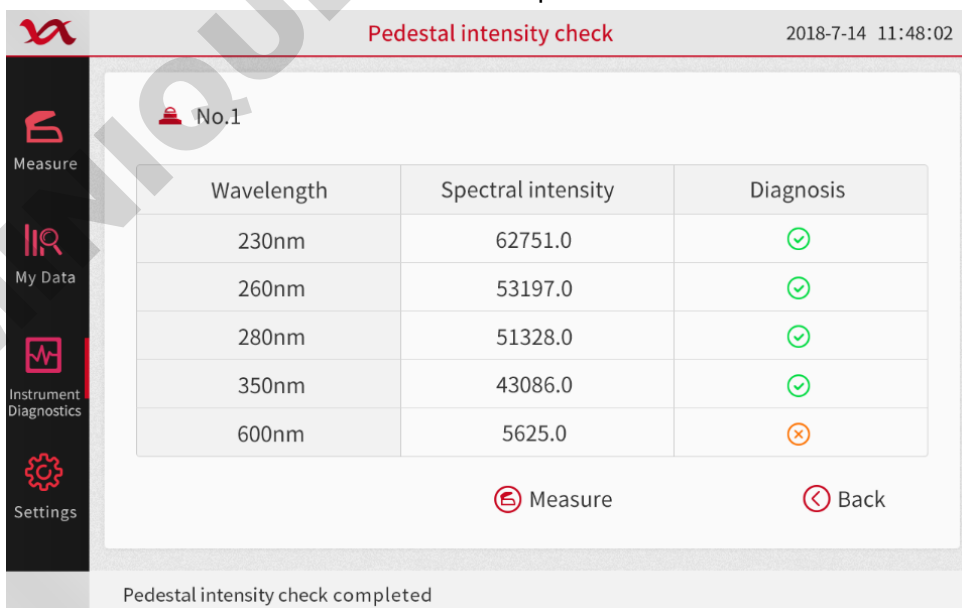 Pedestal intensity check 2018-7-14 11:48:02
No.1
Measure
Wavelength Spectral intensity Diagnosis
230nm 62751.0
My Data
260nm 53197.0
280nm 51328.0
Instrument
Diagnostics
350nm 43086.0
600nm 5625.0
Settings
Measure Back
Pedestal intensity check completed